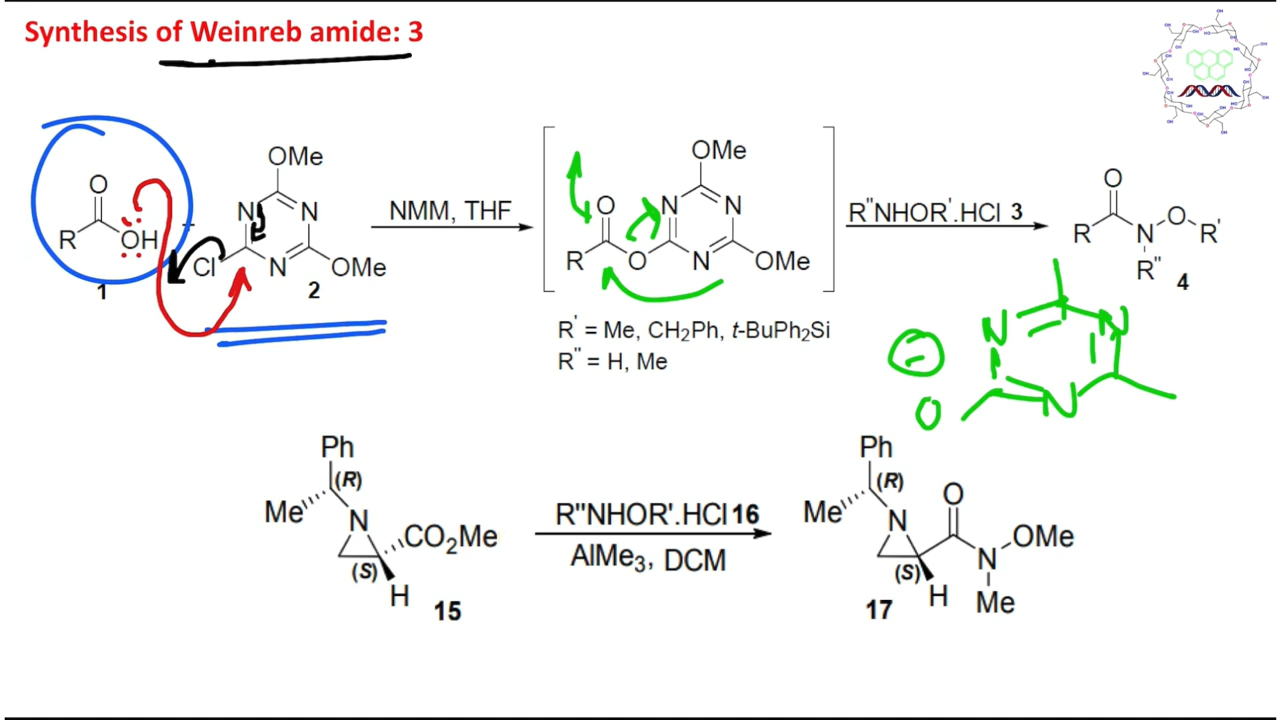 Synthesis of Weinreb amide: 3
O
R
OH
1
+
OMe
N
N
Cl
N
OMe
2
NMM, THF
OMe
O
N
N
R
O
N
OMe
R"NHOR'.HCl 3
O
R
N
O
R'
R"
4
R' = Me, CH₂Ph, t-BuPh₂Si
R" = H, Me
N
N
N
O
Ph
(R)
Me
N
CO₂Me
(S)
H
15
R"NHOR'.HCl 16
AlMe₃, DCM
Ph
(R)
Me
N
O
N
OMe
Me
(S)
H
17